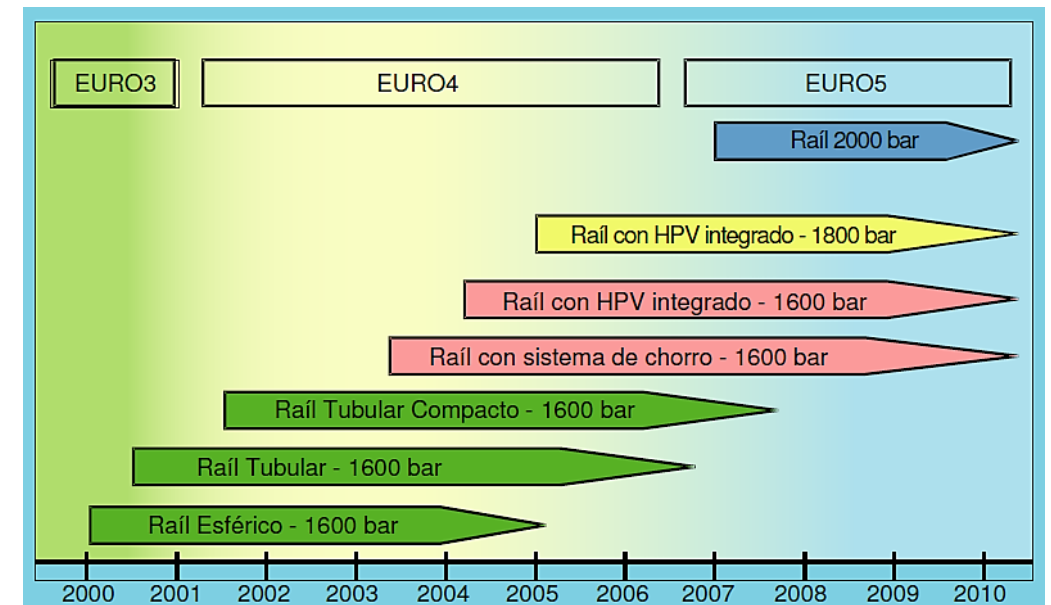 EURO3 EURO4 EURO5
Raíl 2000 bar
Raíl con HPV integrado - 1800 bar
Raíl con HPV integrado - 1600 bar
Raíl con sistema de chorro - 1600 bar
Raíl Tubular Compacto - 1600 bar
Raíl Tubular - 1600 bar
Raíl Esférico - 1600 bar
2000 2001 2002 2003 2004 2005 2006 2007 2008 2009 2010